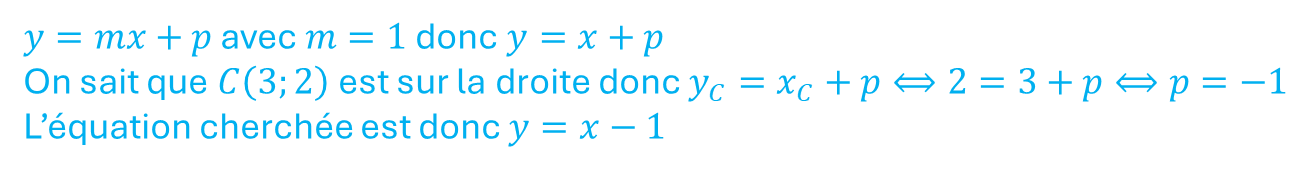 y = mx + p avec m = 1 donc y = x + p
On sait que C(3; 2) est sur la droite donc y_C = x_C + p ⟺ 2 = 3 + p ⟺ p = −1
L’équation cherchée est donc y = x − 1